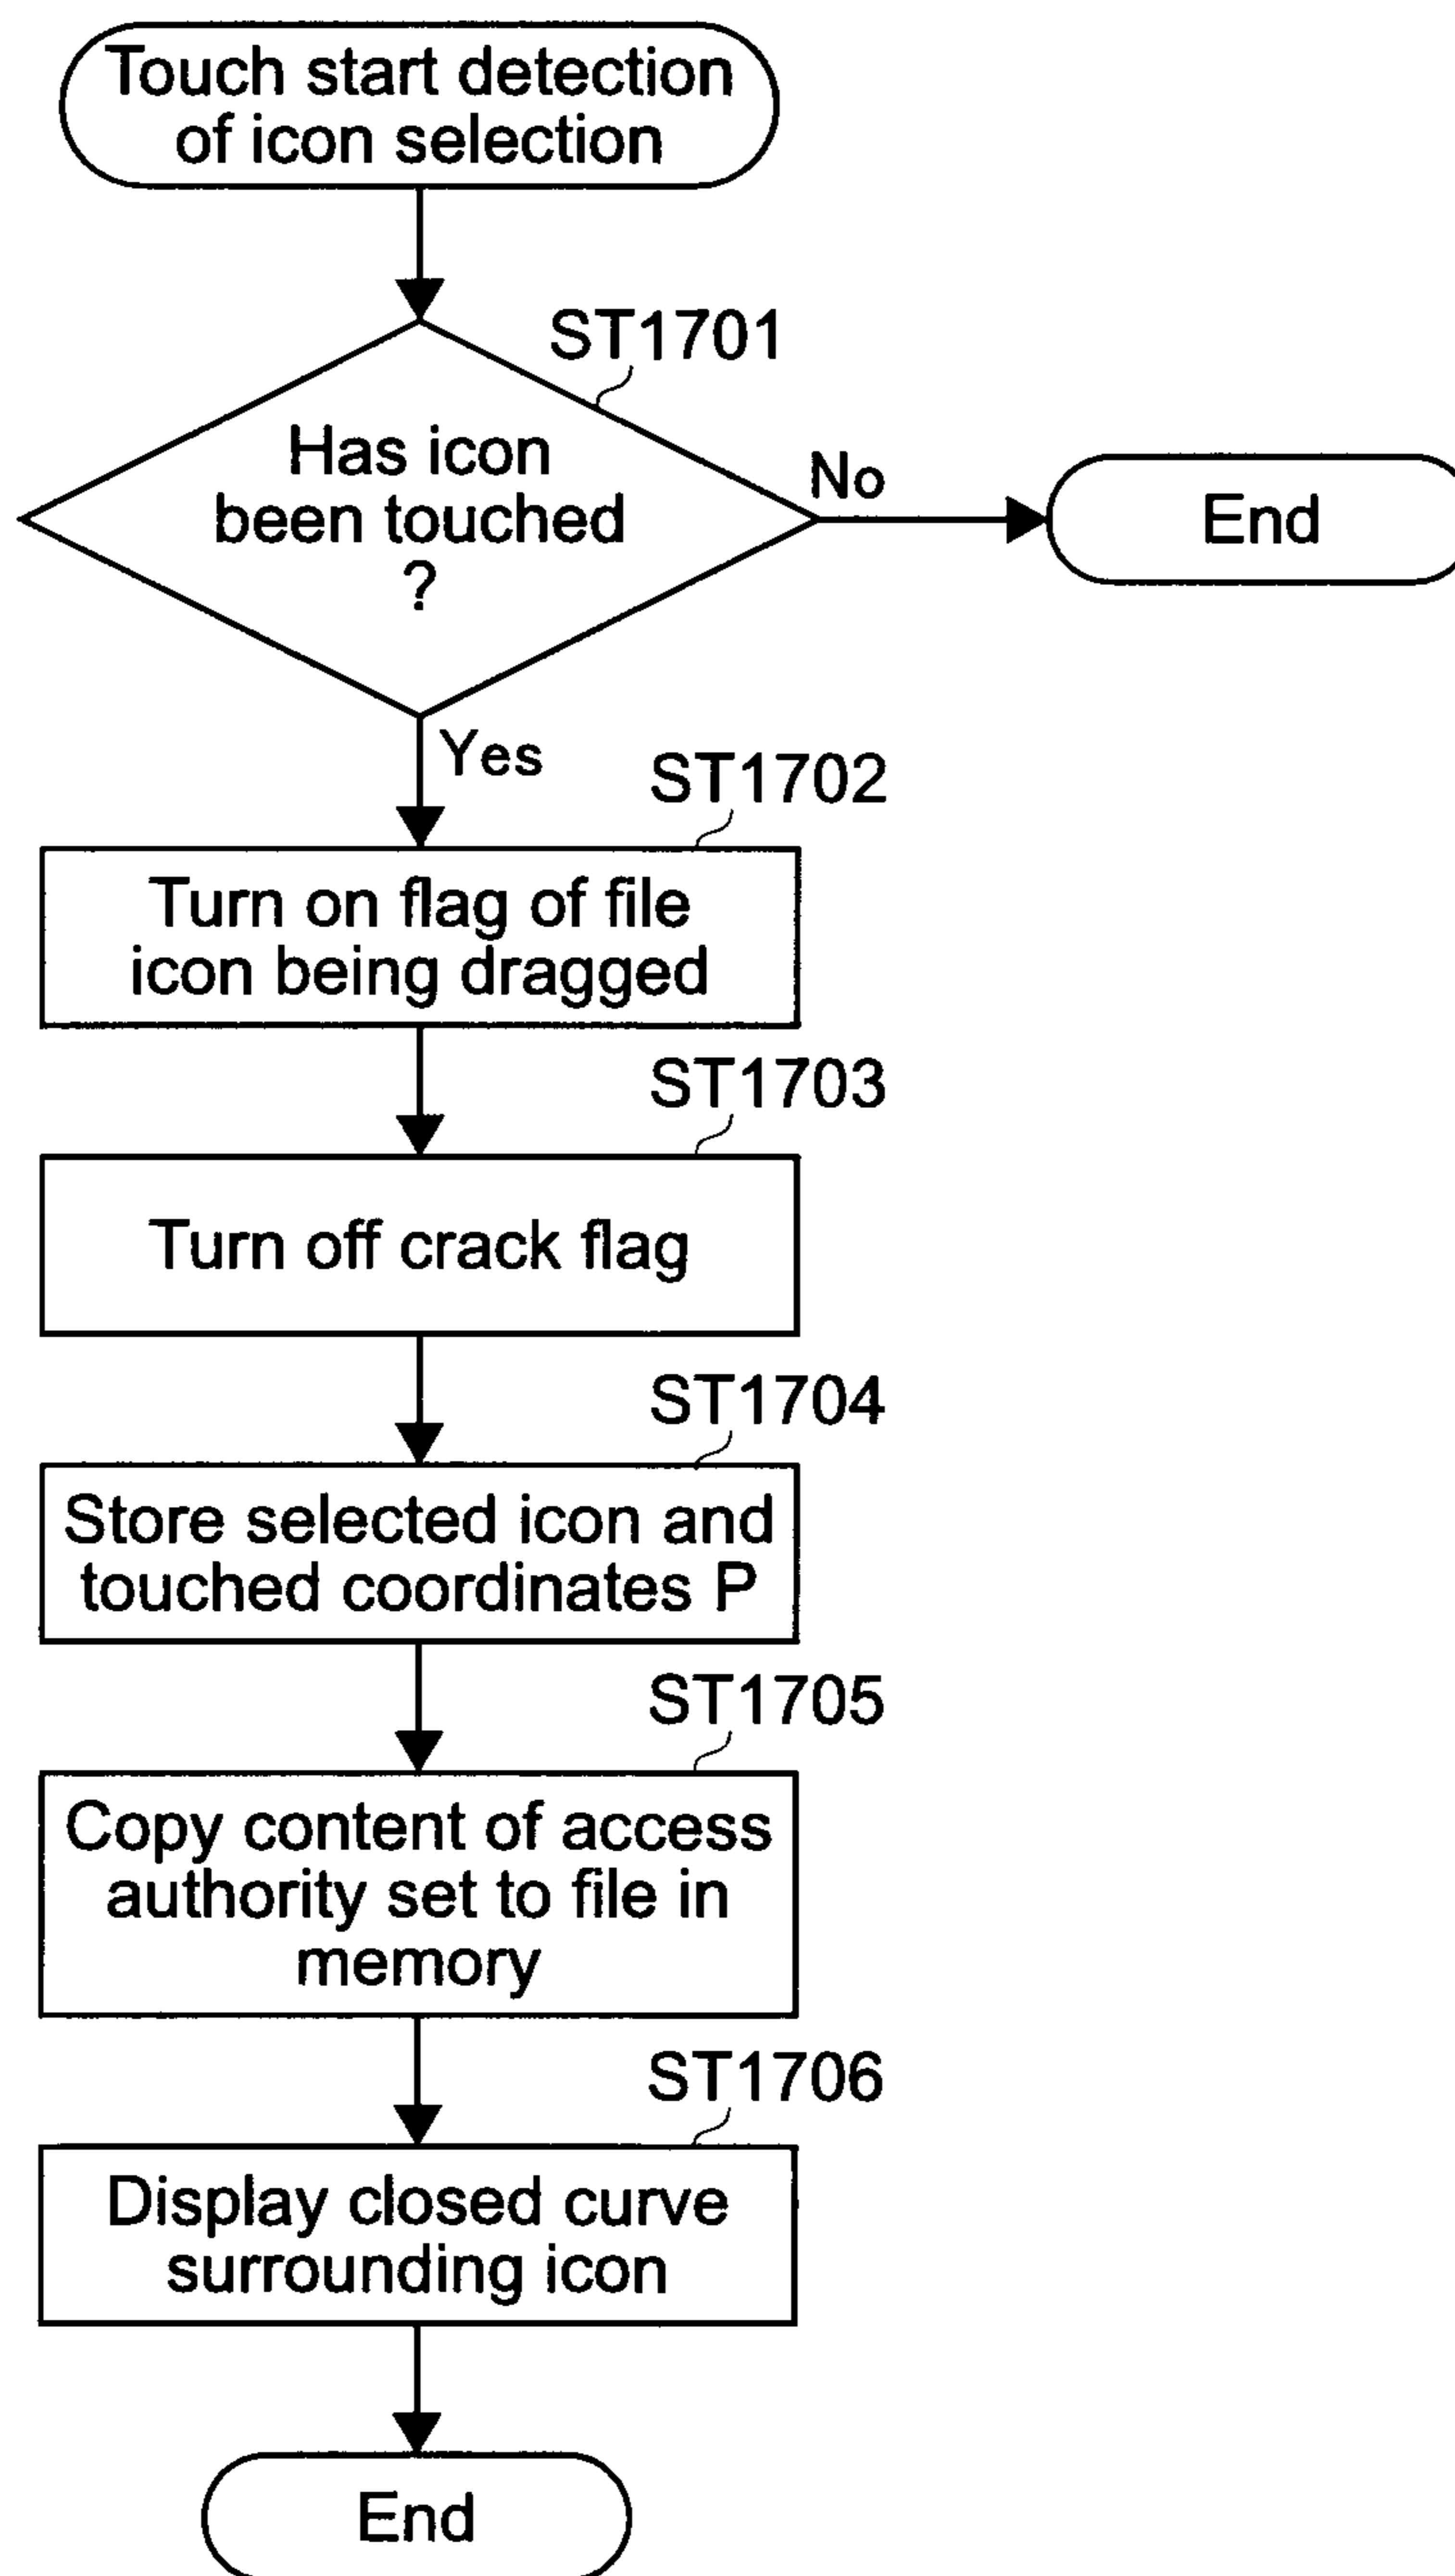 Touch start detection
of icon selection
ST1701
Has icon
been touched
?
No
End
Yes
ST1702
Turn on flag of file
icon being dragged
ST1703
Turn off crack flag
ST1704
Store selected icon and
touched coordinates P
ST1705
Copy content of access
authority set to file in
memory
ST1706
Display closed curve
surrounding icon
End